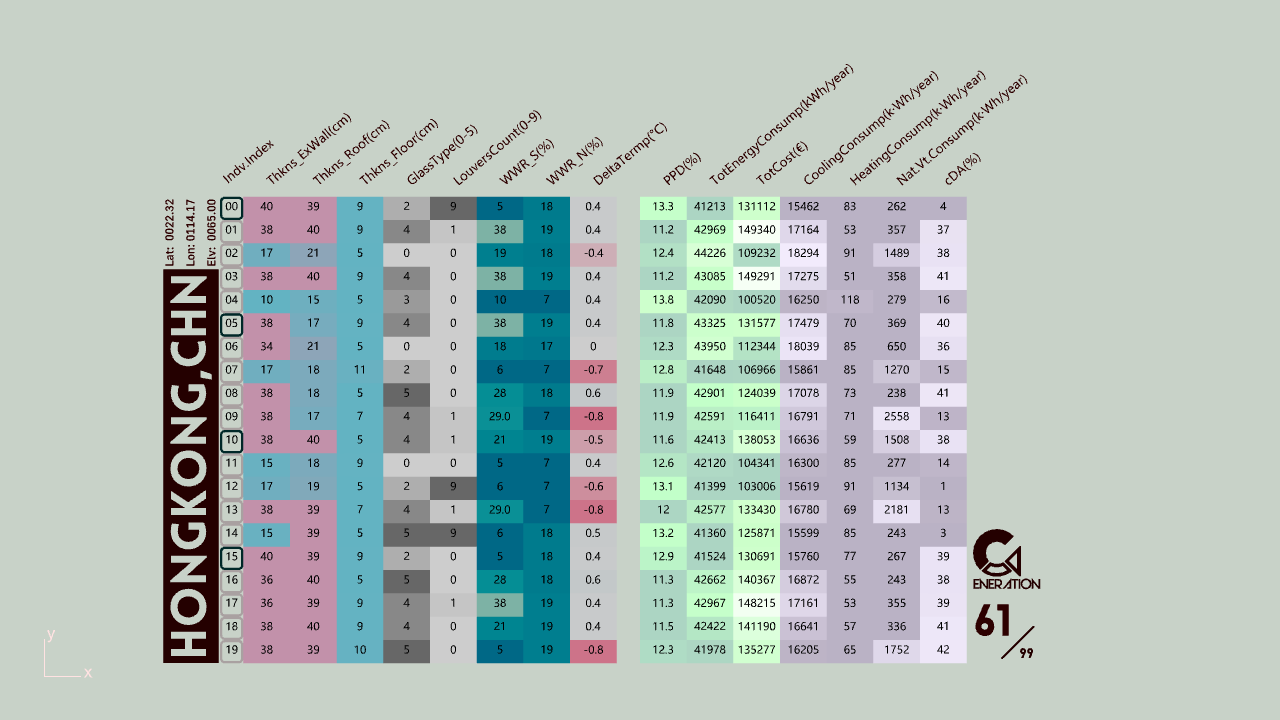 Indv.Index Thkns_ExWall(cm) Thkns_Roof(cm) Thkns_Floor(cm) GlassType(0-5) LouversCount(0-9) WWR_S(%) WWR_N(%) DeltaTermp(°C) PPD(%) TotEnergyConsump(kWh/year) TotCost(€) CoolingConsump(k·Wh/year) HeatingConsump(k·Wh/year) Nat.Vt.Consump(k·Wh/year) cDA(%)
Lat: 0022.32
Lon: 0114.17
Elv: 0065.00
HONGKONG,CHN
00 40 39 9 2 9 5 18 0.4 13.3 41213 131112 15462 83 262 4
01 38 40 9 4 1 38 19 0.4 11.2 42969 149340 17164 53 357 37
02 17 21 5 0 0 19 18 -0.4 12.4 44226 109232 18294 91 1489 38
03 38 40 9 4 0 38 19 0.4 11.2 43085 149291 17275 51 358 41
04 10 15 5 3 0 10 7 0.4 13.8 42090 100520 16250 118 279 16
05 38 17 9 4 0 38 19 0.4 11.8 43325 131577 17479 70 369 40
06 34 21 5 0 0 18 17 0 12.3 43950 112344 18039 85 650 36
07 17 18 11 2 0 6 7 -0.7 12.8 41648 106966 15861 85 1270 15
08 38 18 5 5 0 28 18 0.6 11.9 42901 124039 17078 73 238 41
09 38 17 7 4 1 29.0 7 -0.8 11.9 42591 116411 16791 71 2558 13
10 38 40 5 4 1 21 19 -0.5 11.6 42413 138053 16636 59 1508 38
11 15 18 9 0 0 5 7 0.4 12.6 42120 104341 16300 85 277 14
12 17 19 5 2 9 6 7 -0.6 13.1 41399 103006 15619 91 1134 1
13 38 39 7 4 1 29.0 19 -0.8 12 42577 133430 16780 69 2181 13
14 15 39 5 5 9 6 18 0.5 13.2 41360 125871 15599 85 243 3
15 40 39 9 2 0 5 18 0.4 12.9 41524 130691 15760 77 267 39
16 36 40 5 5 0 28 18 0.6 11.3 42662 140367 16872 55 243 38
17 36 39 9 4 1 38 19 0.4 11.3 42967 148215 17161 53 355 39
18 38 40 9 4 0 21 19 0.4 11.5 42422 141190 16641 57 336 41
19 38 39 10 5 0 5 19 -0.8 12.3 41978 135277 16205 65 1752 42
G
ENERATION
61/99
y
x